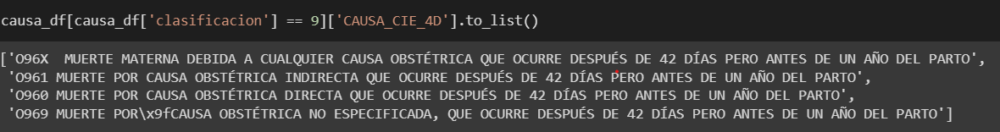 causa_df[causa_df['clasificacion'] == 9]['CAUSA_CIE_4D'].to_list()
['O96X  MUERTE MATERNA DEBIDA A CUALQUIER CAUSA OBSTÉTRICA QUE OCURRE DESPUÉS DE 42 DÍAS PERO ANTES DE UN AÑO DEL PARTO',
'O961 MUERTE POR CAUSA OBSTÉTRICA INDIRECTA QUE OCURRE DESPUÉS DE 42 DÍAS PERO ANTES DE UN AÑO DEL PARTO',
'O960 MUERTE POR CAUSA OBSTÉTRICA DIRECTA QUE OCURRE DESPUÉS DE 42 DÍAS PERO ANTES DE UN AÑO DEL PARTO',
'O969 MUERTE POR\x9fCAUSA OBSTÉTRICA NO ESPECIFICADA, QUE OCURRE DESPUÉS DE 42 DÍAS PERO ANTES DE UN AÑO DEL PARTO']